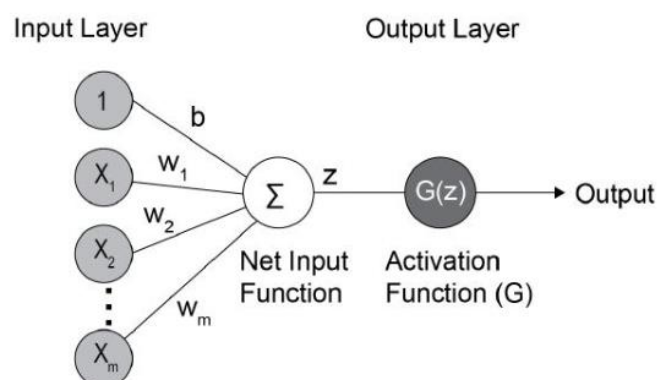 Input Layer
Output Layer
1
b
X₁
w₁
Σ
z
G(z)
Output
X₂
w₂
Net Input
Function
Activation
Function (G)
wₘ
Xₘ